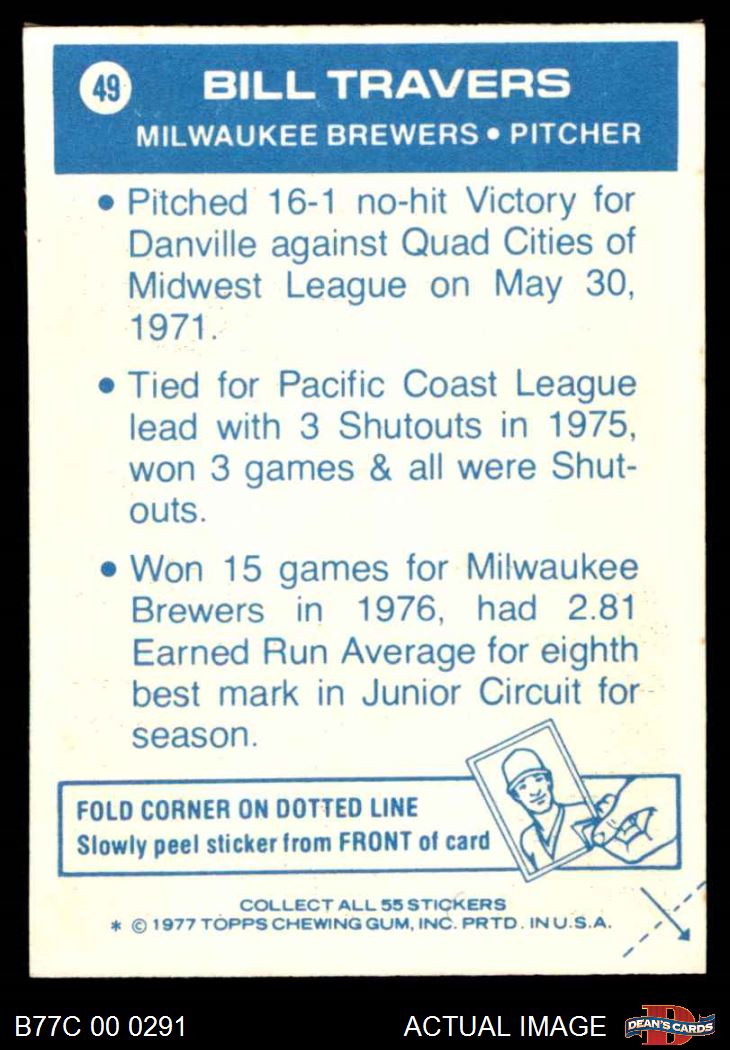 49
BILL TRAVERS
MILWAUKEE BREWERS • PITCHER
• Pitched 16-1 no-hit Victory for
Danville against Quad Cities of
Midwest League on May 30,
1971.
• Tied for Pacific Coast League
lead with 3 Shutouts in 1975,
won 3 games & all were Shut-
outs.
• Won 15 games for Milwaukee
Brewers in 1976, had 2.81
Earned Run Average for eighth
best mark in Junior Circuit for
season.
FOLD CORNER ON DOTTED LINE
Slowly peel sticker from FRONT of card
COLLECT ALL 55 STICKERS
* © 1977 TOPPS CHEWING GUM, INC. PRTD. IN U.S.A.
B77C 00 0291
ACTUAL IMAGE
D
DEAN'S CARDS